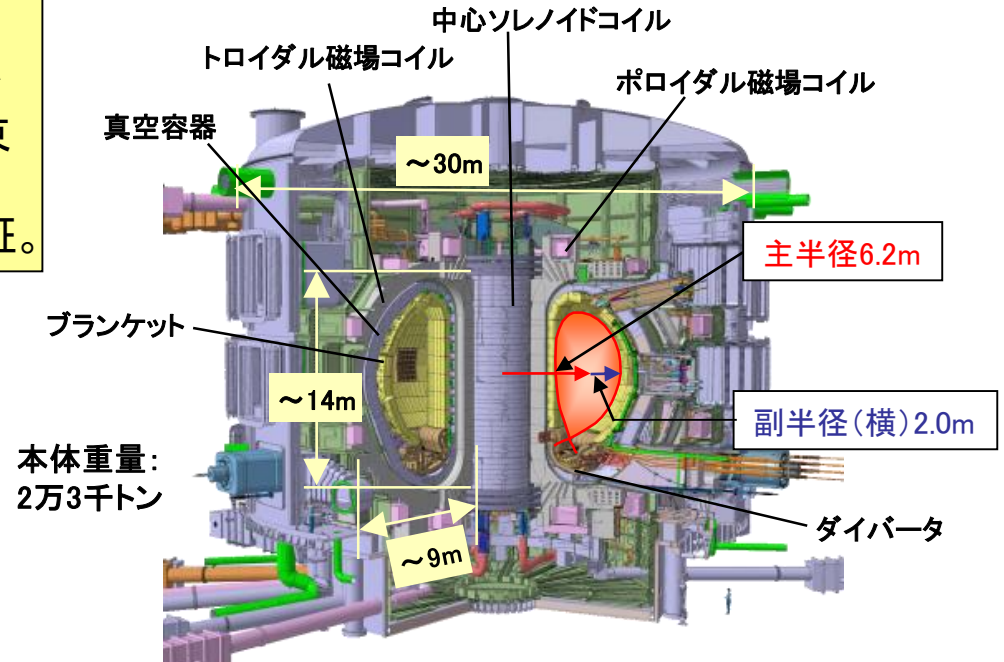 証。
中心ソレノイドコイル
トロイダル磁場コイル
ポロイダル磁場コイル
真空容器
～30m
主半径6.2m
ブランケット
～14m
副半径(横)2.0m
本体重量:
2万3千トン
ダイバータ
～9m